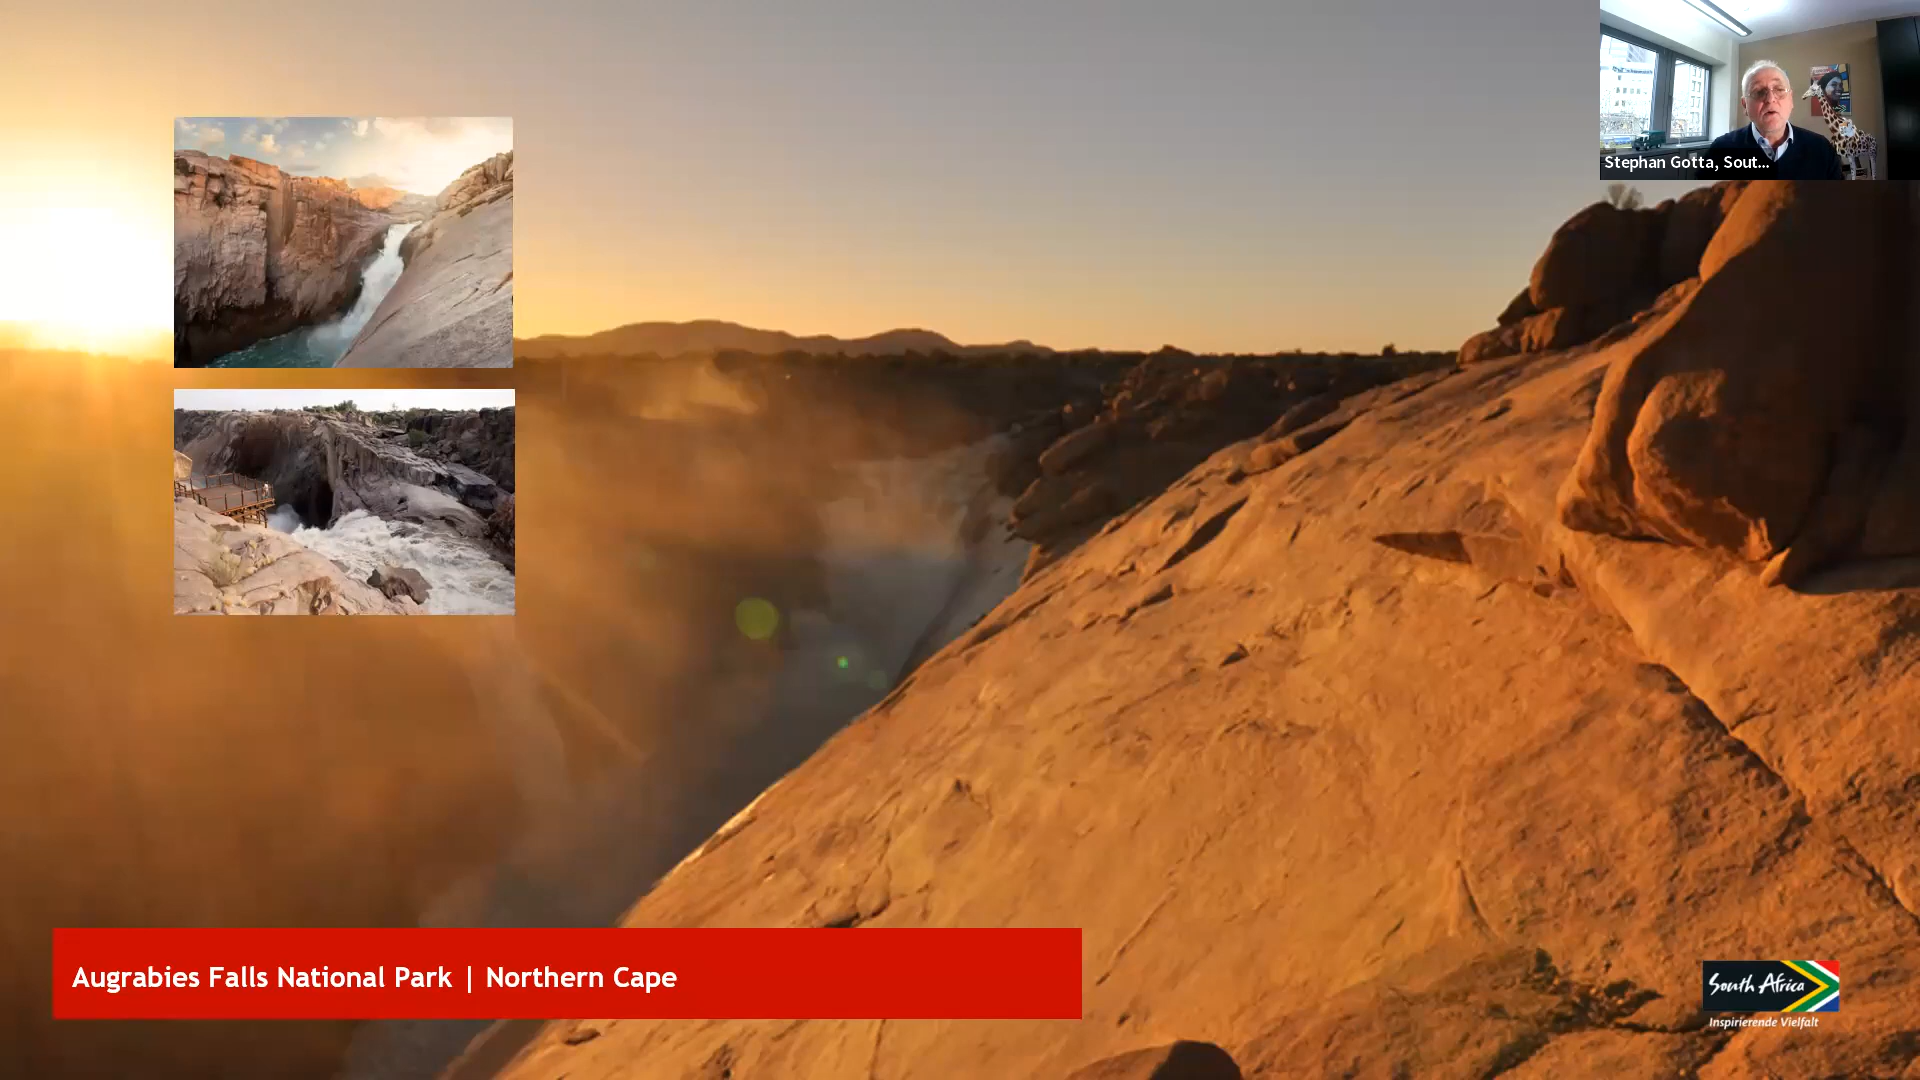 Stephan Gotta, Sout...
Augrabies Falls National Park | Northern Cape
South Africa
Inspirierende Vielfalt